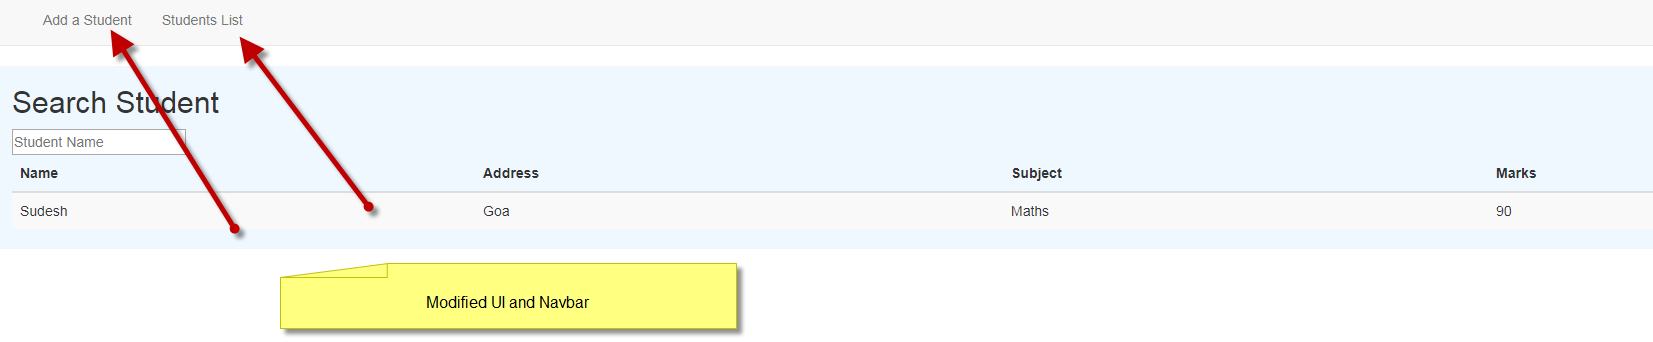 Add a Student Students List
Search Student
Student Name
Name Address Subject Marks
Sudesh Goa Maths 90
Modified UI and Navbar